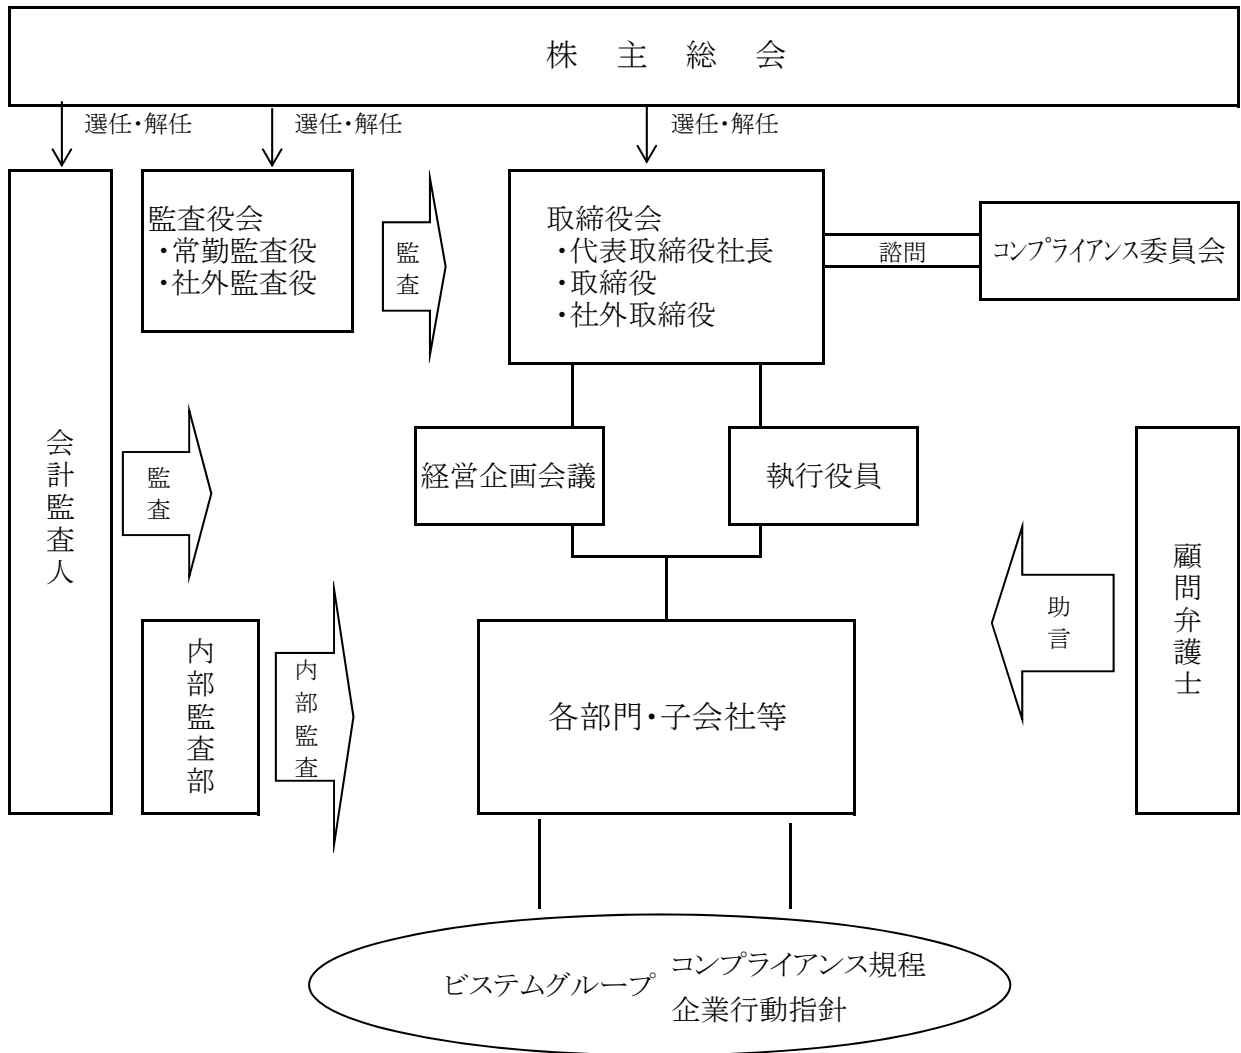 株 主 総 会
選任・解任
選任・解任
選任・解任
監査役会
・常勤監査役
・社外監査役
監査
取締役会
・代表取締役社長
・取締役
・社外取締役
諮問
コンプライアンス委員会
会計監査人
監査
経営企画会議
執行役員
顧問弁護士
助言
内部監査部
内部監査
各部門・子会社等
ビステムグループ
コンプライアンス規程
企業行動指針